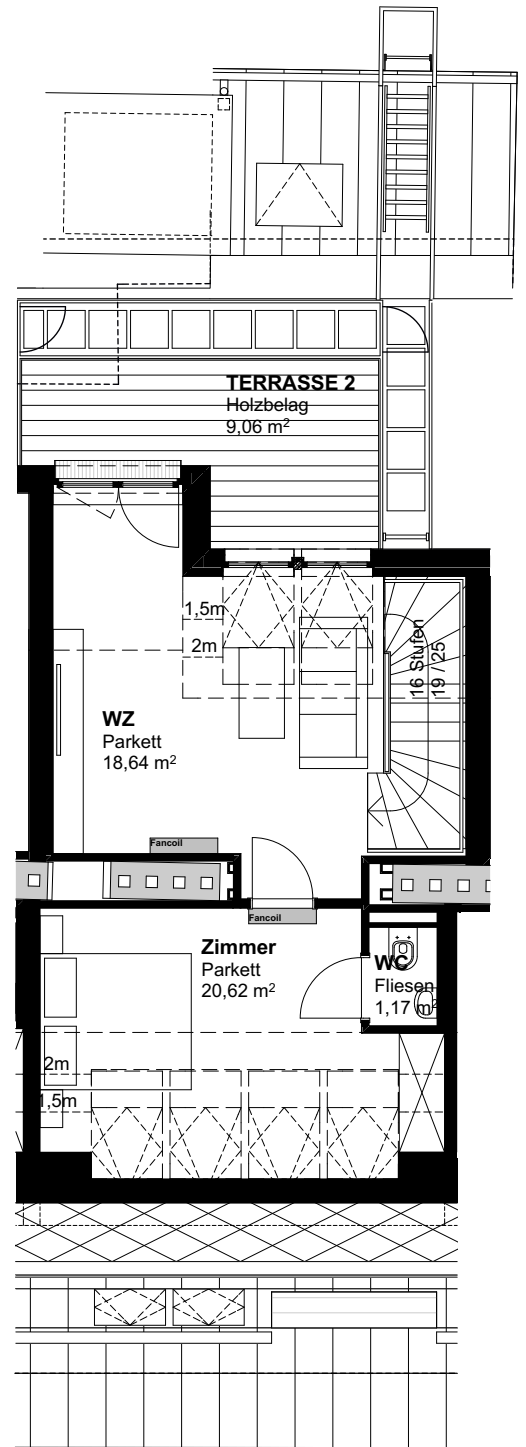 TERRASSE 2
Holzbelag
9,06 m²
1,5m
2m
16 Stufen
19 / 25
WZ
Parkett
18,64 m²
Fancoil
Fancoil
Zimmer
Parkett
20,62 m²
WC
Fliesen
1,17 m²
2m
1,5m